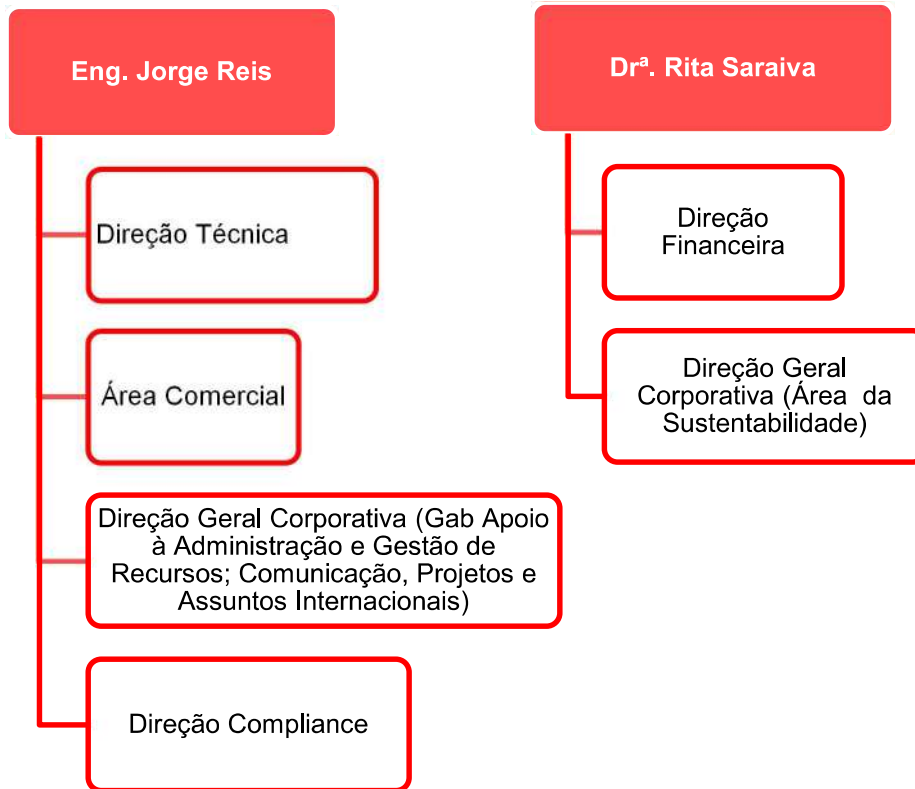 Eng. Jorge Reis
Direção Técnica
Área Comercial
Direção Geral Corporativa (Gab Apoio
à Administração e Gestão de
Recursos; Comunicação, Projetos e
Assuntos Internacionais)
Direção Compliance
Drª. Rita Saraiva
Direção
Financeira
Direção Geral
Corporativa (Área da
Sustentabilidade)